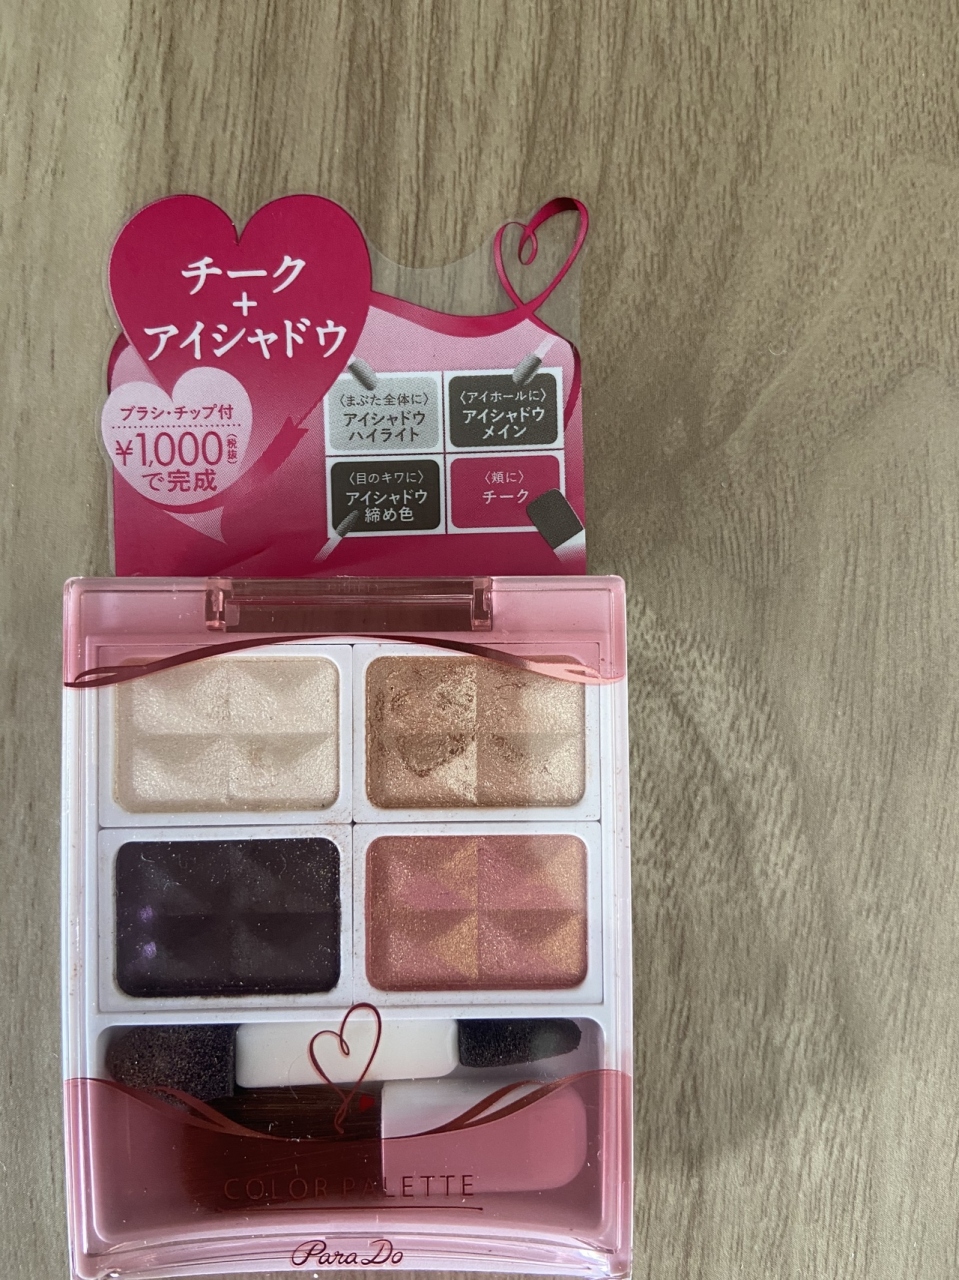 チーク
+
アイシャドウ
ブラシ・チップ付
¥1,000(税抜)
で完成
〈まぶた全体に〉
アイシャドウ
ハイライト
〈アイホールに〉
アイシャドウ
メイン
〈目のキワに〉
アイシャドウ
締め色
〈頬に〉
チーク
COLOR PALETTE
ParaDo